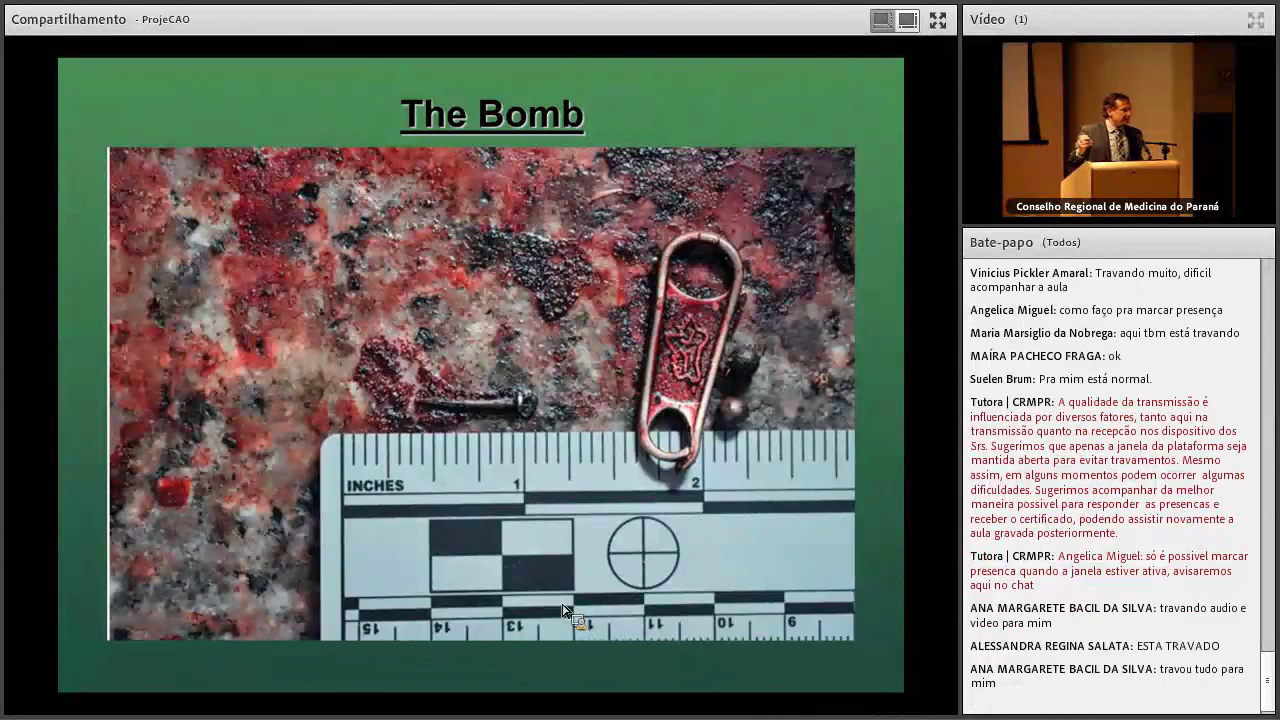 Compartilhamento - ProjeCAO
The Bomb
INCHES 1 2
15 14 13 11 10 9
Vídeo (1)
Conselho Regional de Medicina do Paraná
Bate-papo (Todos)
Vinicius Pickler Amaral: Travando muito, dificil
acompanhar a aula
Angelica Miguel: como faço pra marcar presença
Maria Marsiglio da Nobrega: aqui tbm está travando
MAÍRA PACHECO FRAGA: ok
Suelen Brum: Pra mim está normal.
Tutora | CRMPR: A qualidade da transmissão é
influenciada por diversos fatores, tanto aqui na
transmissão quanto na recepção nos dispositivo dos
Srs. Sugerimos que apenas a janela da plataforma seja
mantida aberta para evitar travamentos. Mesmo
assim, em alguns momentos podem ocorrer algumas
dificuldades. Sugerimos acompanhar da melhor
maneira possivel para responder as presencas e
receber o certificado, podendo assistir novamente a
aula gravada posteriormente.
Tutora | CRMPR: Angelica Miguel: só é possivel marcar
presenca quando a janela estiver ativa, avisaremos
aqui no chat
ANA MARGARETE BACIL DA SILVA: travando audio e
video para mim
ALESSANDRA REGINA SALATA: ESTA TRAVADO
ANA MARGARETE BACIL DA SILVA: travou tudo para
mim